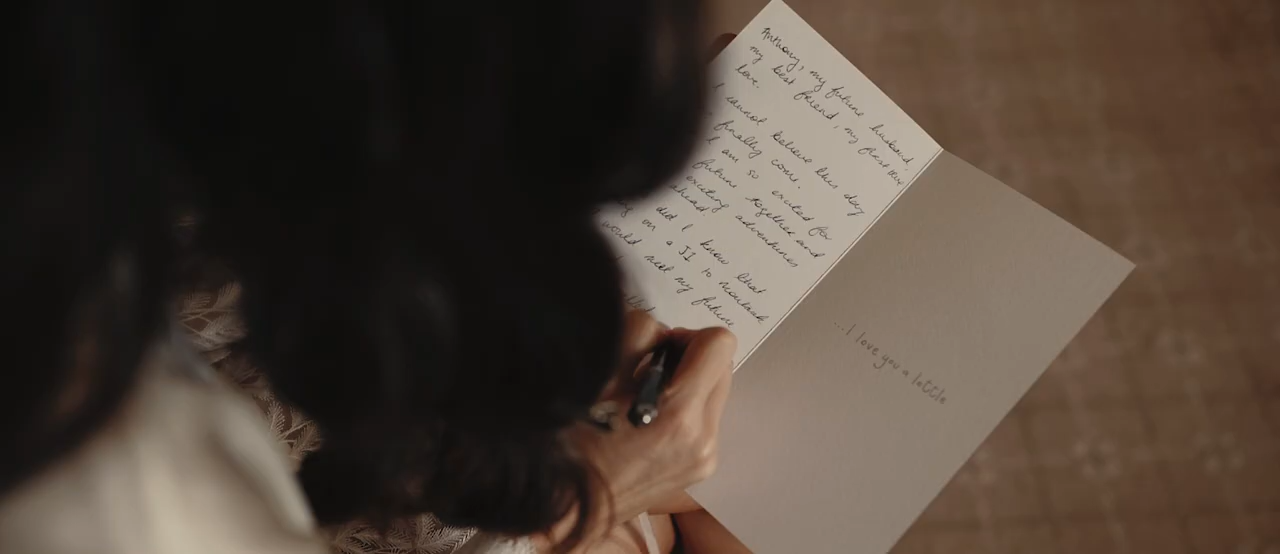 Anthony, my future husband,
my best friend, my first true
love.
I cannot believe this day
finally come.
I am so excited for
future together and
exciting adventures
ahead!
did I know that
on a JJ to montauk
would meet my future
...I love you a lottle